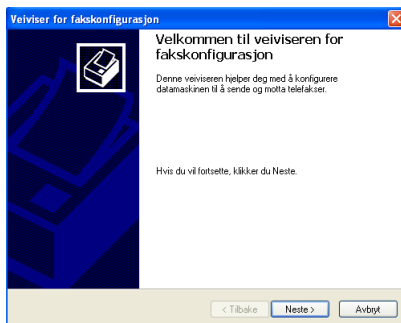 Veiviser for fakskonfigurasjon
Velkommen til veiviseren for
fakskonfigurasjon
Denne veiviseren hjelper deg med å konfigurere
datamaskinen til å sende og motta telefakser.
Hvis du vil fortsette, klikker du Neste.
< Tilbake Neste > Avbryt